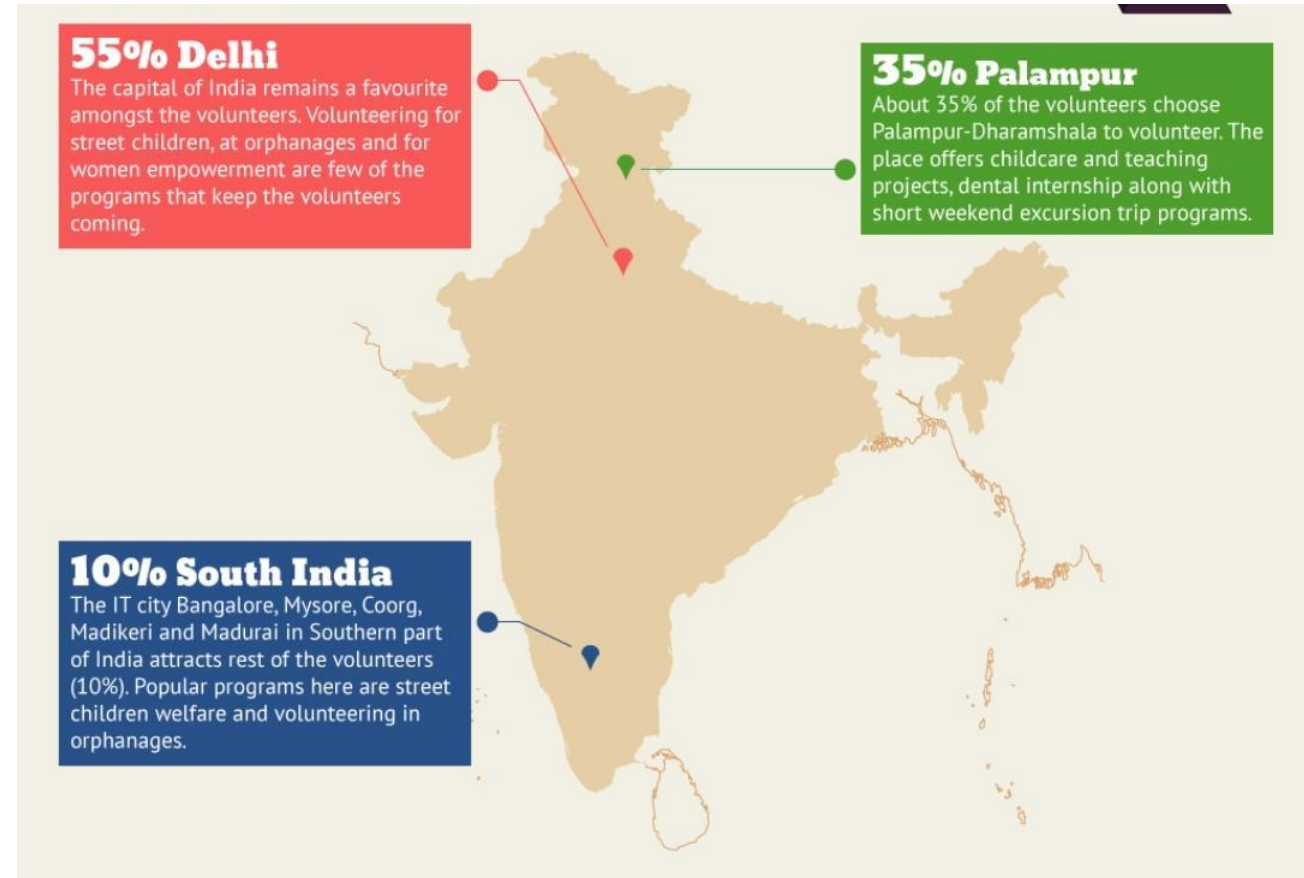 55% Delhi
The capital of India remains a favourite
amongst the volunteers. Volunteering for
street children, at orphanages and for
women empowerment are few of the
programs that keep the volunteers
coming.
35% Palampur
About 35% of the volunteers choose
Palampur-Dharamshala to volunteer. The
place offers childcare and teaching
projects, dental internship along with
short weekend excursion trip programs.
10% South India
The IT city Bangalore, Mysore, Coorg,
Madikeri and Madurai in Southern part
of India attracts rest of the volunteers
(10%). Popular programs here are street
children welfare and volunteering in
orphanages.